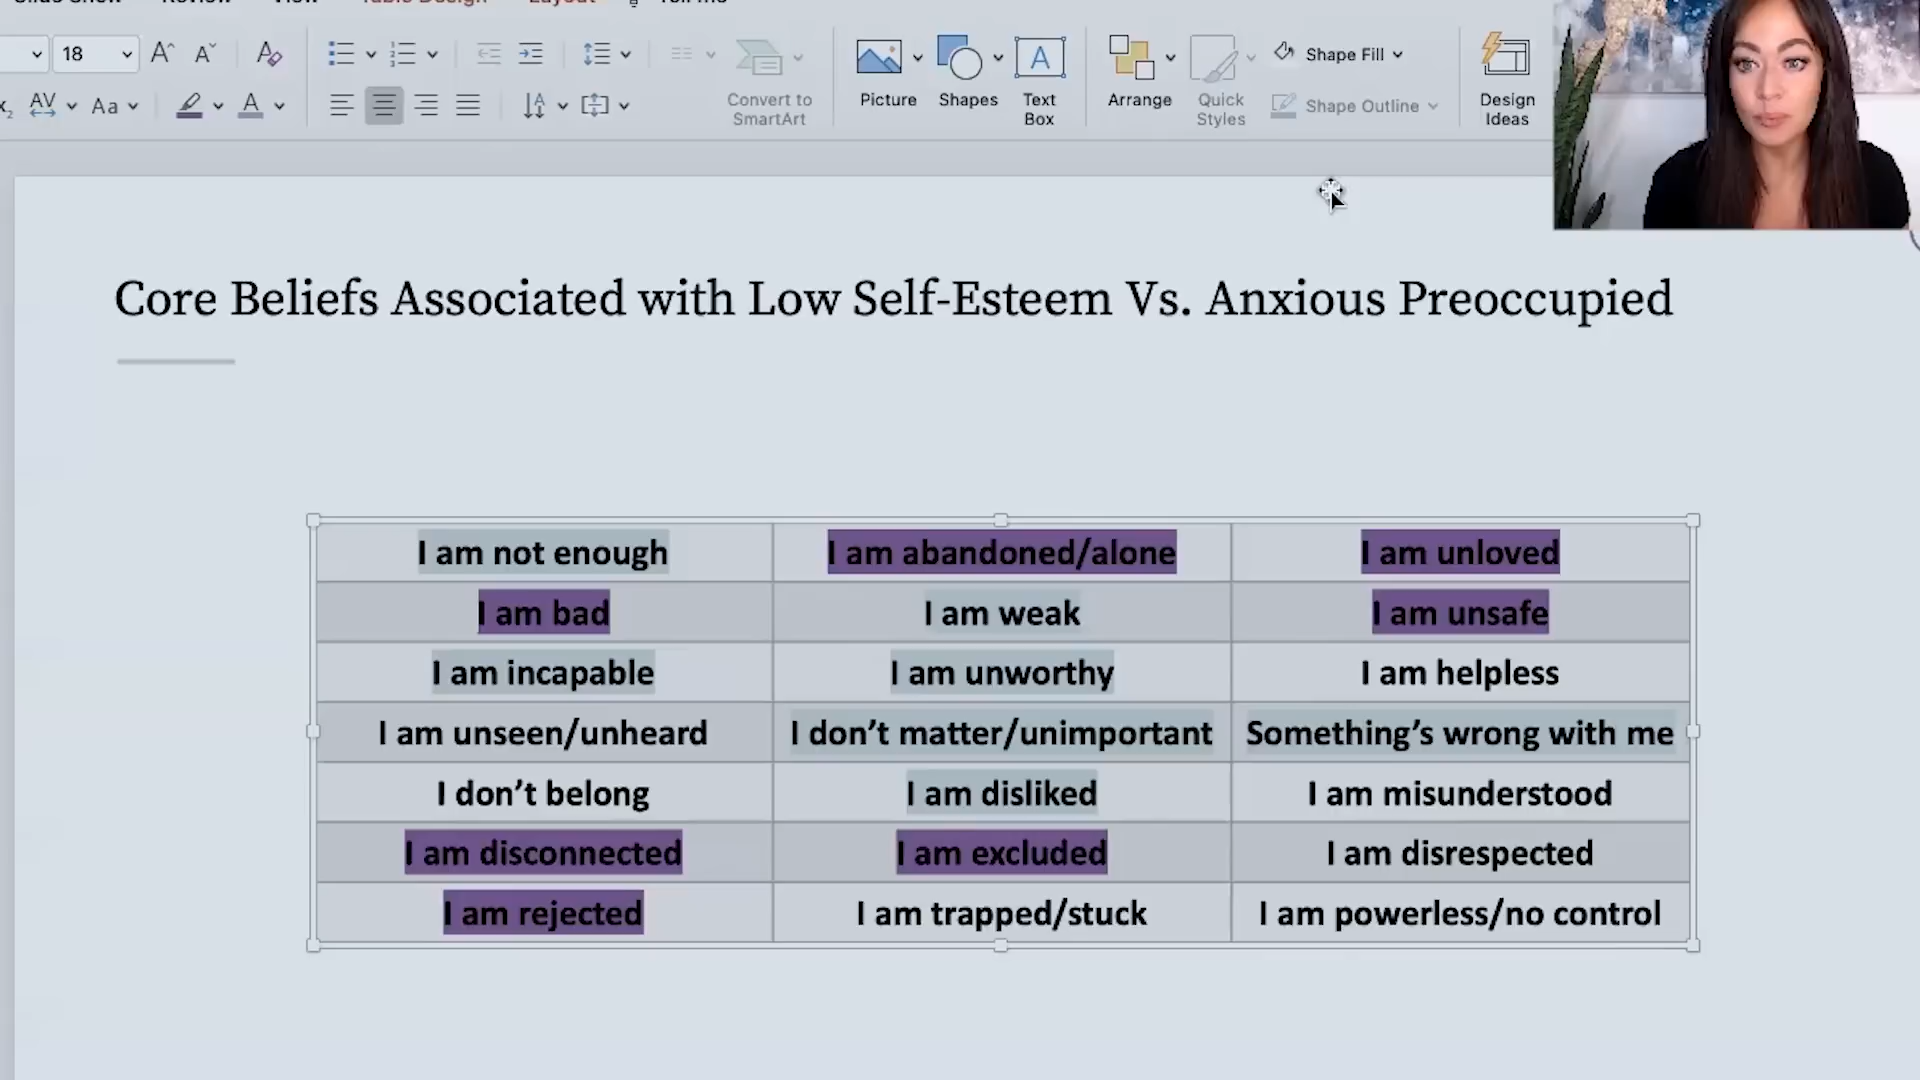 18
Aa
Convert to SmartArt
Picture
Shapes
Text Box
Arrange
Quick Styles
Shape Fill
Shape Outline
Design Ideas
Core Beliefs Associated with Low Self-Esteem Vs. Anxious Preoccupied
I am not enough I am abandoned/alone I am unloved
I am bad I am weak I am unsafe
I am incapable I am unworthy I am helpless
I am unseen/unheard I don’t matter/unimportant Something’s wrong with me
I don’t belong I am disliked I am misunderstood
I am disconnected I am excluded I am disrespected
I am rejected I am trapped/stuck I am powerless/no control